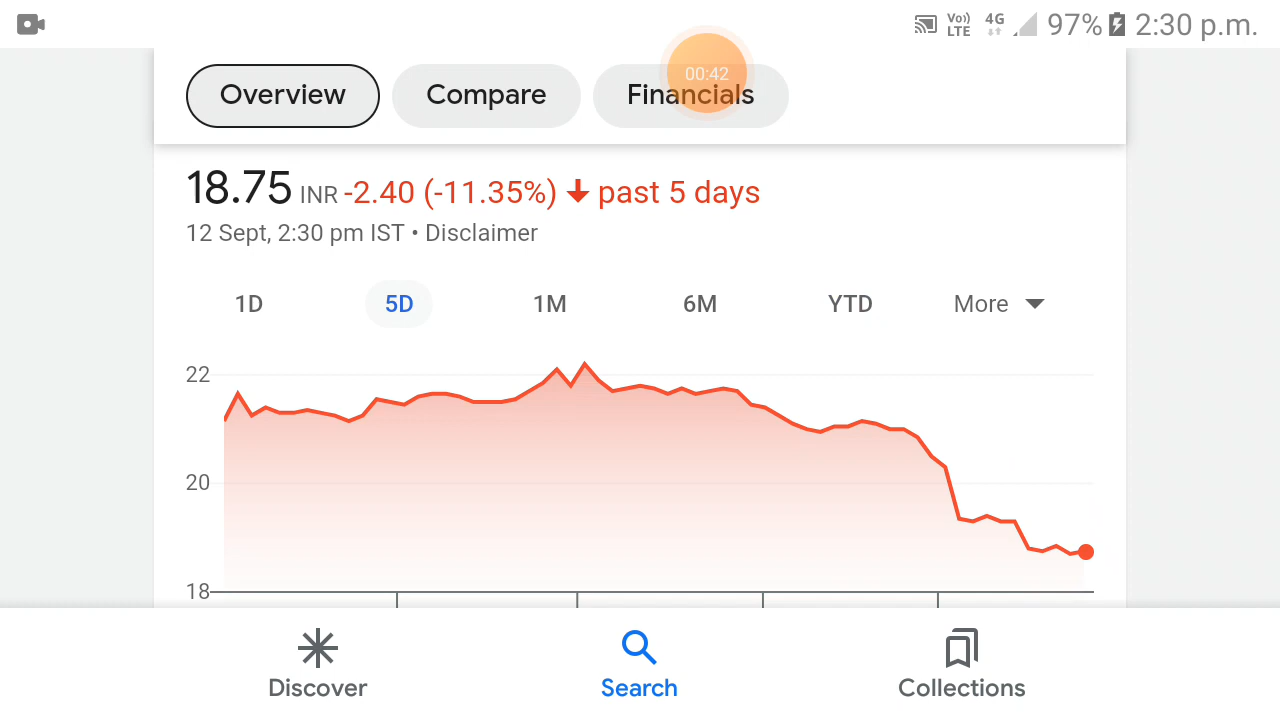 Vo)) LTE 4G 97% 2:30 p.m.
00:42
Overview Compare Financials
18.75 INR -2.40 (-11.35%) ↓ past 5 days
12 Sept, 2:30 pm IST • Disclaimer
1D 5D 1M 6M YTD More
22
20
18
Discover Search Collections